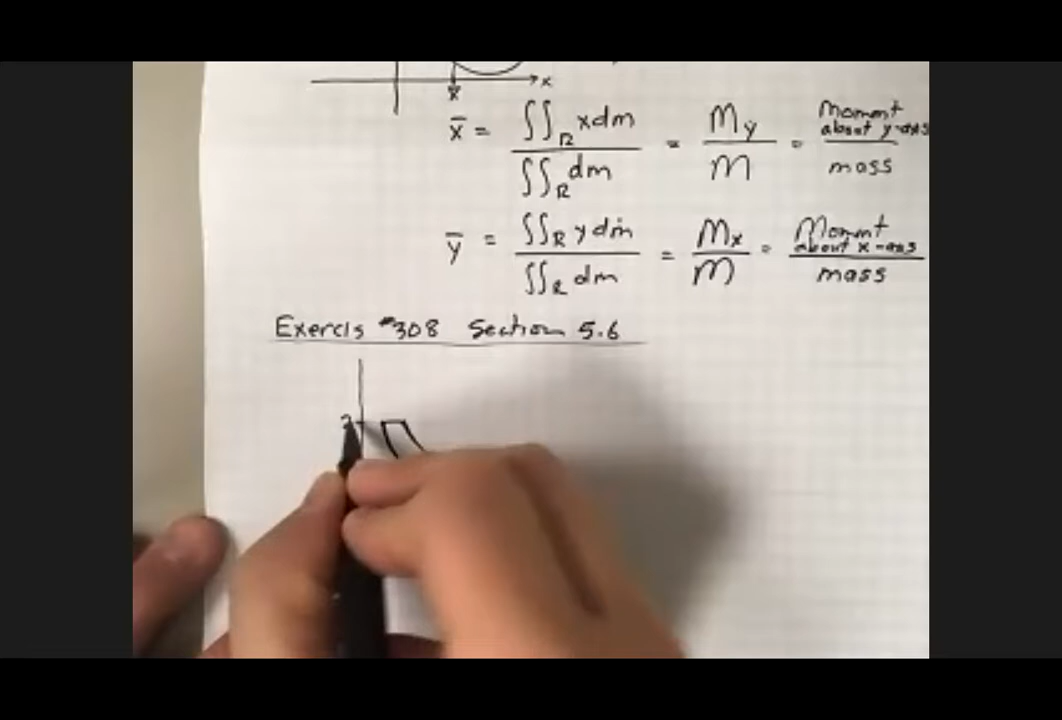 x
x̄
x̄ = ∬_R x dm / ∬_R dm = M_y / M = Moment about y-axis / mass
ȳ = ∬_R y dm / ∬_R dm = M_x / M = Moment about x-axis / mass
Exercis #308 Section 5.6